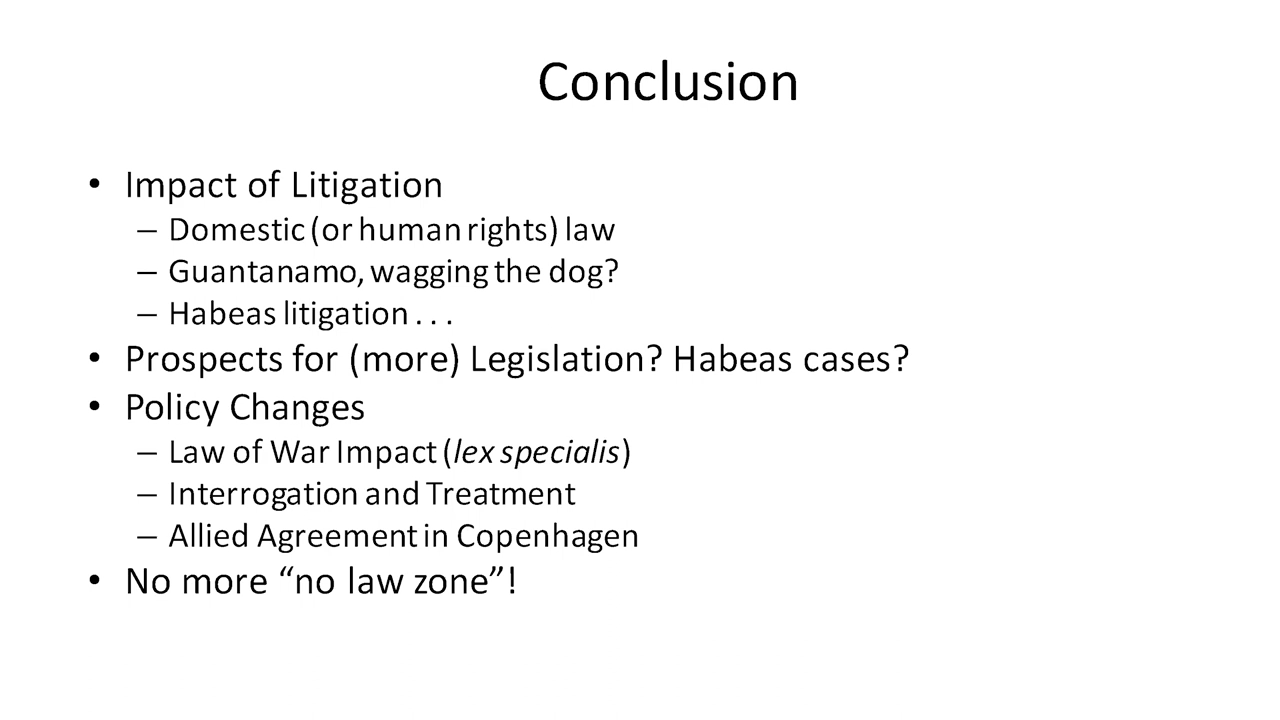 Conclusion
• Impact of Litigation
– Domestic (or human rights) law
– Guantanamo, wagging the dog?
– Habeas litigation . . .
• Prospects for (more) Legislation? Habeas cases?
• Policy Changes
– Law of War Impact (lex specialis)
– Interrogation and Treatment
– Allied Agreement in Copenhagen
• No more “no law zone”!